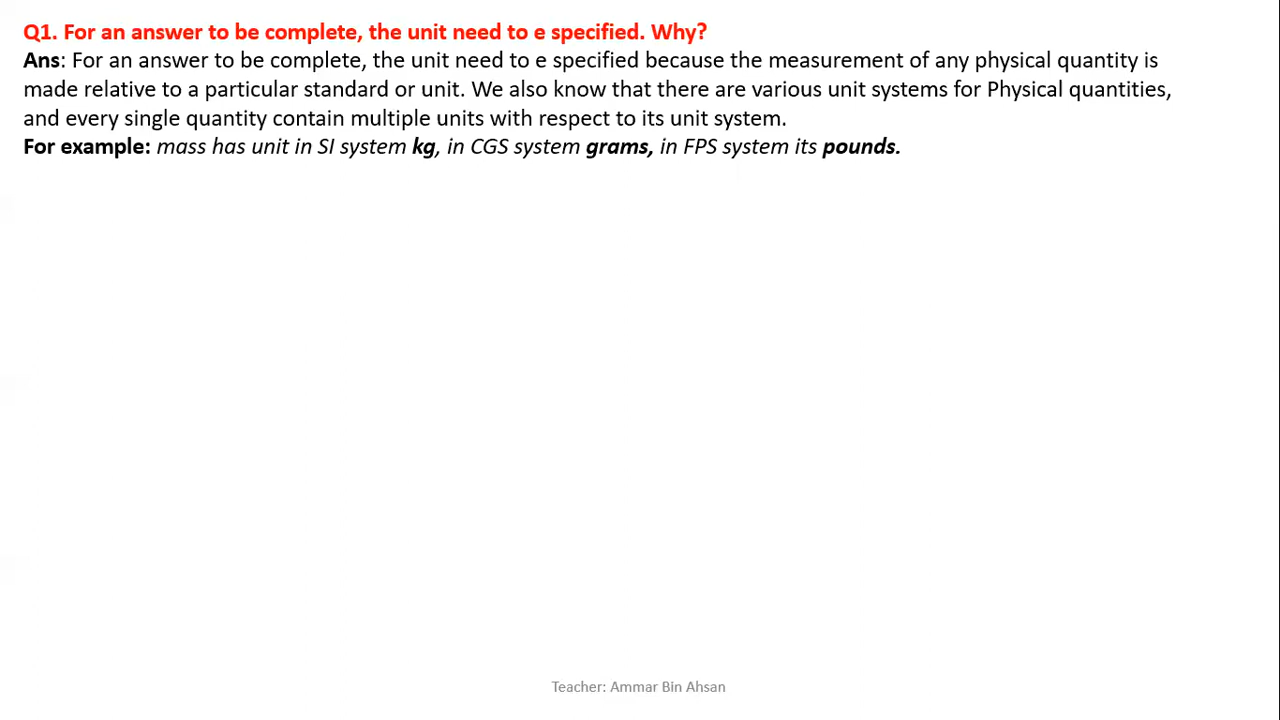 Q1. For an answer to be complete, the unit need to e specified. Why?
Ans: For an answer to be complete, the unit need to e specified because the measurement of any physical quantity is
made relative to a particular standard or unit. We also know that there are various unit systems for Physical quantities,
and every single quantity contain multiple units with respect to its unit system.
For example: mass has unit in SI system kg, in CGS system grams, in FPS system its pounds.
Teacher: Ammar Bin Ahsan